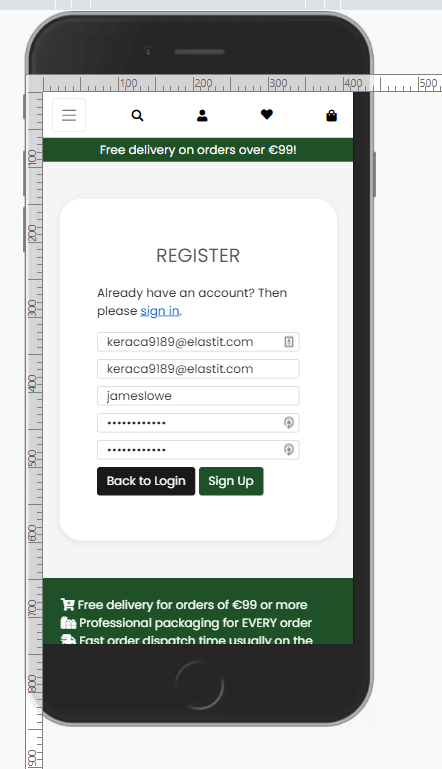 100 200 300 400 500
100
200
300
400
500
600
700
800
900
Free delivery on orders over €99!
REGISTER
Already have an account? Then
please sign in.
keraca9189@elastit.com
keraca9189@elastit.com
jameslowe
••••••••••••
••••••••••••
Back to Login Sign Up
Free delivery for orders of €99 or more
Professional packaging for EVERY order
Fast order dispatch time usually on the